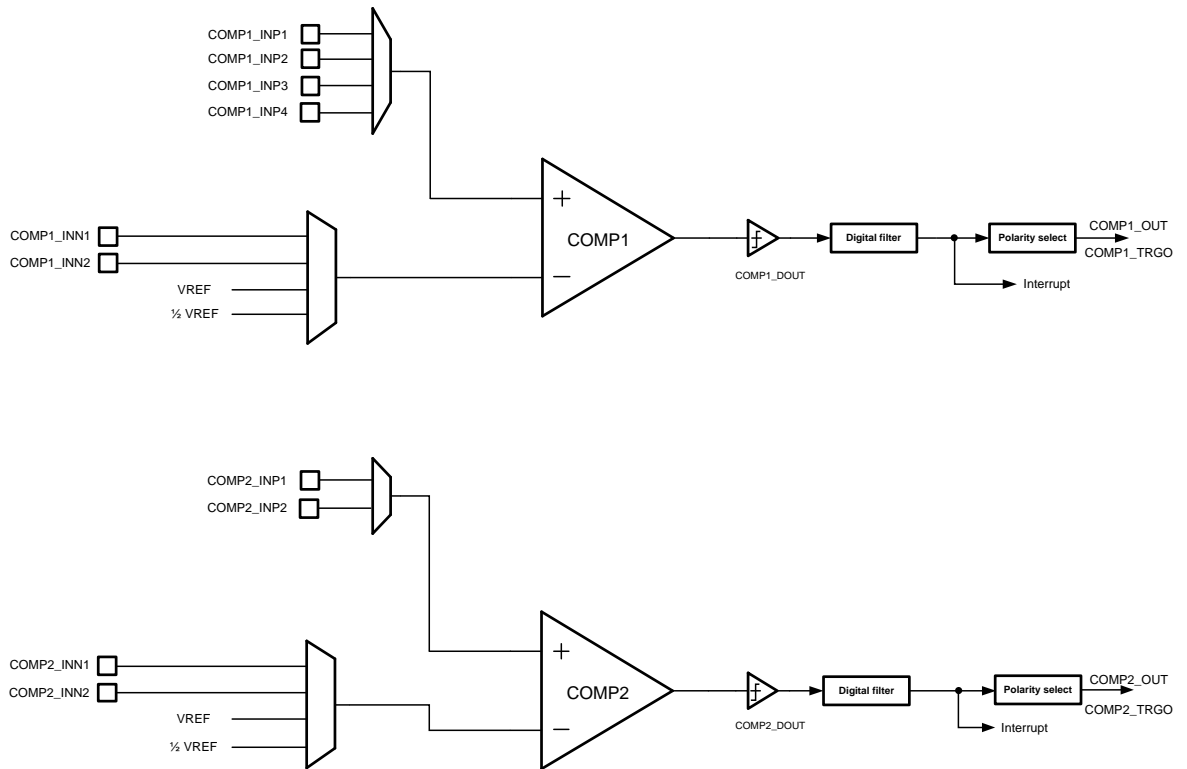 COMP1_INP1
COMP1_INP2
COMP1_INP3
COMP1_INP4
+
COMP1_INN1
COMP1_INN2
VREF
½ VREF
COMP1
−
COMP1_DOUT
Digital filter
Polarity select
COMP1_OUT
COMP1_TRGO
Interrupt
COMP2_INP1
COMP2_INP2
+
COMP2_INN1
COMP2_INN2
VREF
½ VREF
COMP2
−
COMP2_DOUT
Digital filter
Polarity select
COMP2_OUT
COMP2_TRGO
Interrupt